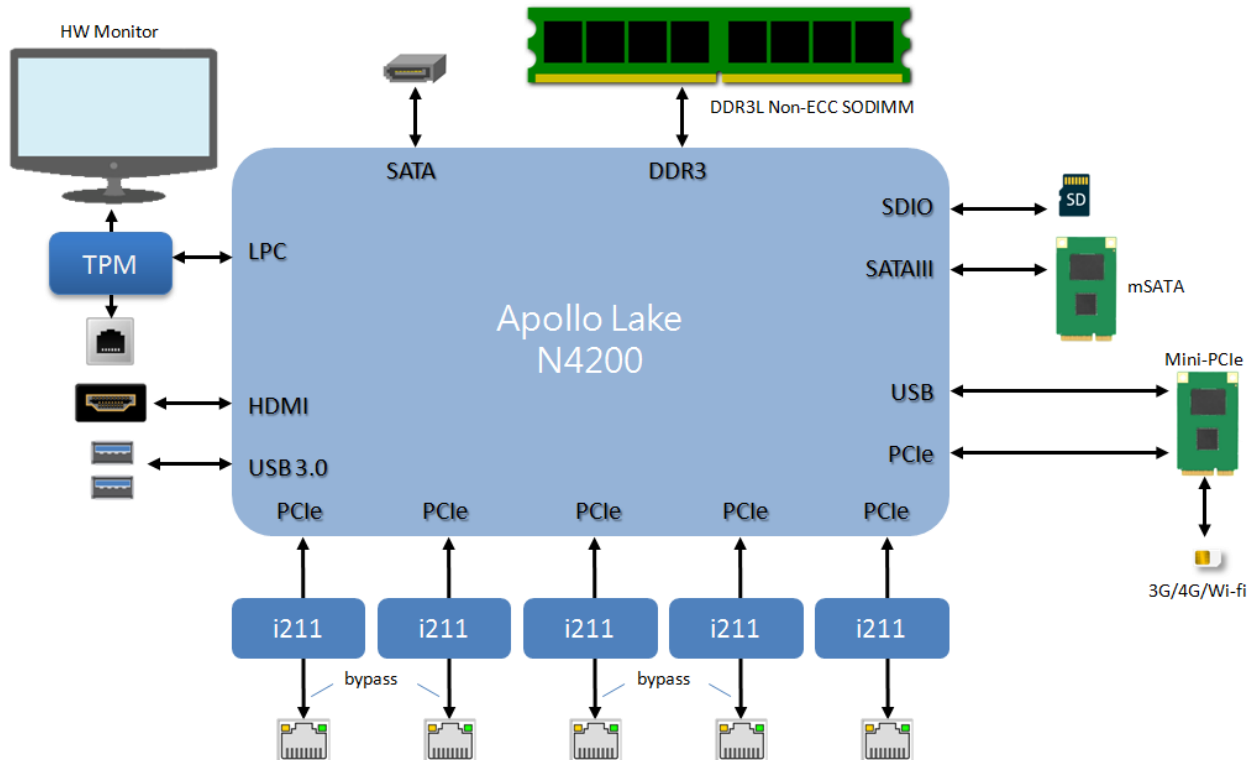 HW Monitor
DDR3L Non-ECC SODIMM
SATA
DDR3
SDIO
SD
TPM
LPC
SATAIII
mSATA
Apollo Lake
N4200
Mini-PCIe
HDMI
USB
USB 3.0
PCIe
PCIe
PCIe
PCIe
PCIe
PCIe
3G/4G/Wi-fi
i211
i211
i211
i211
i211
bypass
bypass